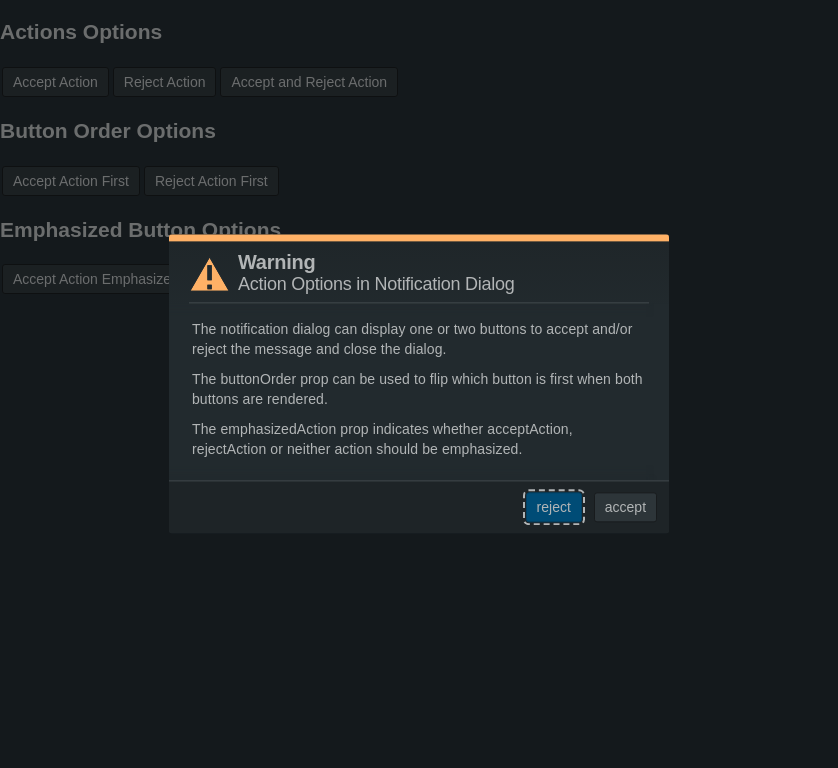 Actions Options
Accept Action
Reject Action
Accept and Reject Action
Button Order Options
Accept Action First
Reject Action First
Emphasized Button Options
Accept Action Emphasize
Warning
Action Options in Notification Dialog
The notification dialog can display one or two buttons to accept and/or
reject the message and close the dialog.
The buttonOrder prop can be used to flip which button is first when both
buttons are rendered.
The emphasizedAction prop indicates whether acceptAction,
rejectAction or neither action should be emphasized.
reject
accept